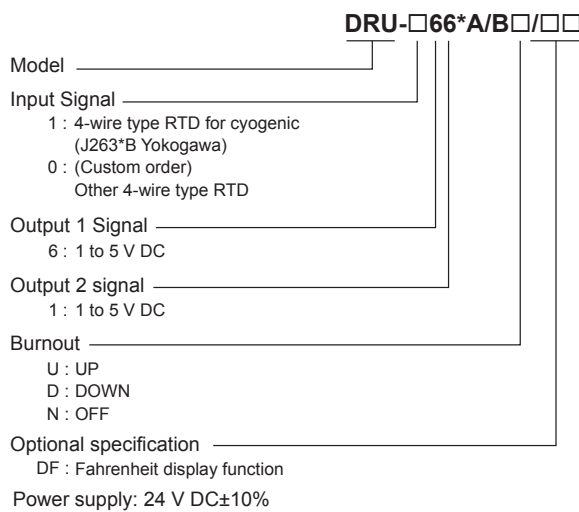 DRU-□66*A/B□/□□
Model
Input Signal
1 : 4-wire type RTD for cyogenic
(J263*B Yokogawa)
0 : (Custom order)
Other 4-wire type RTD
Output 1 Signal
6 : 1 to 5 V DC
Output 2 signal
1 : 1 to 5 V DC
Burnout
U : UP
D : DOWN
N : OFF
Optional specification
DF : Fahrenheit display function
Power supply: 24 V DC±10%